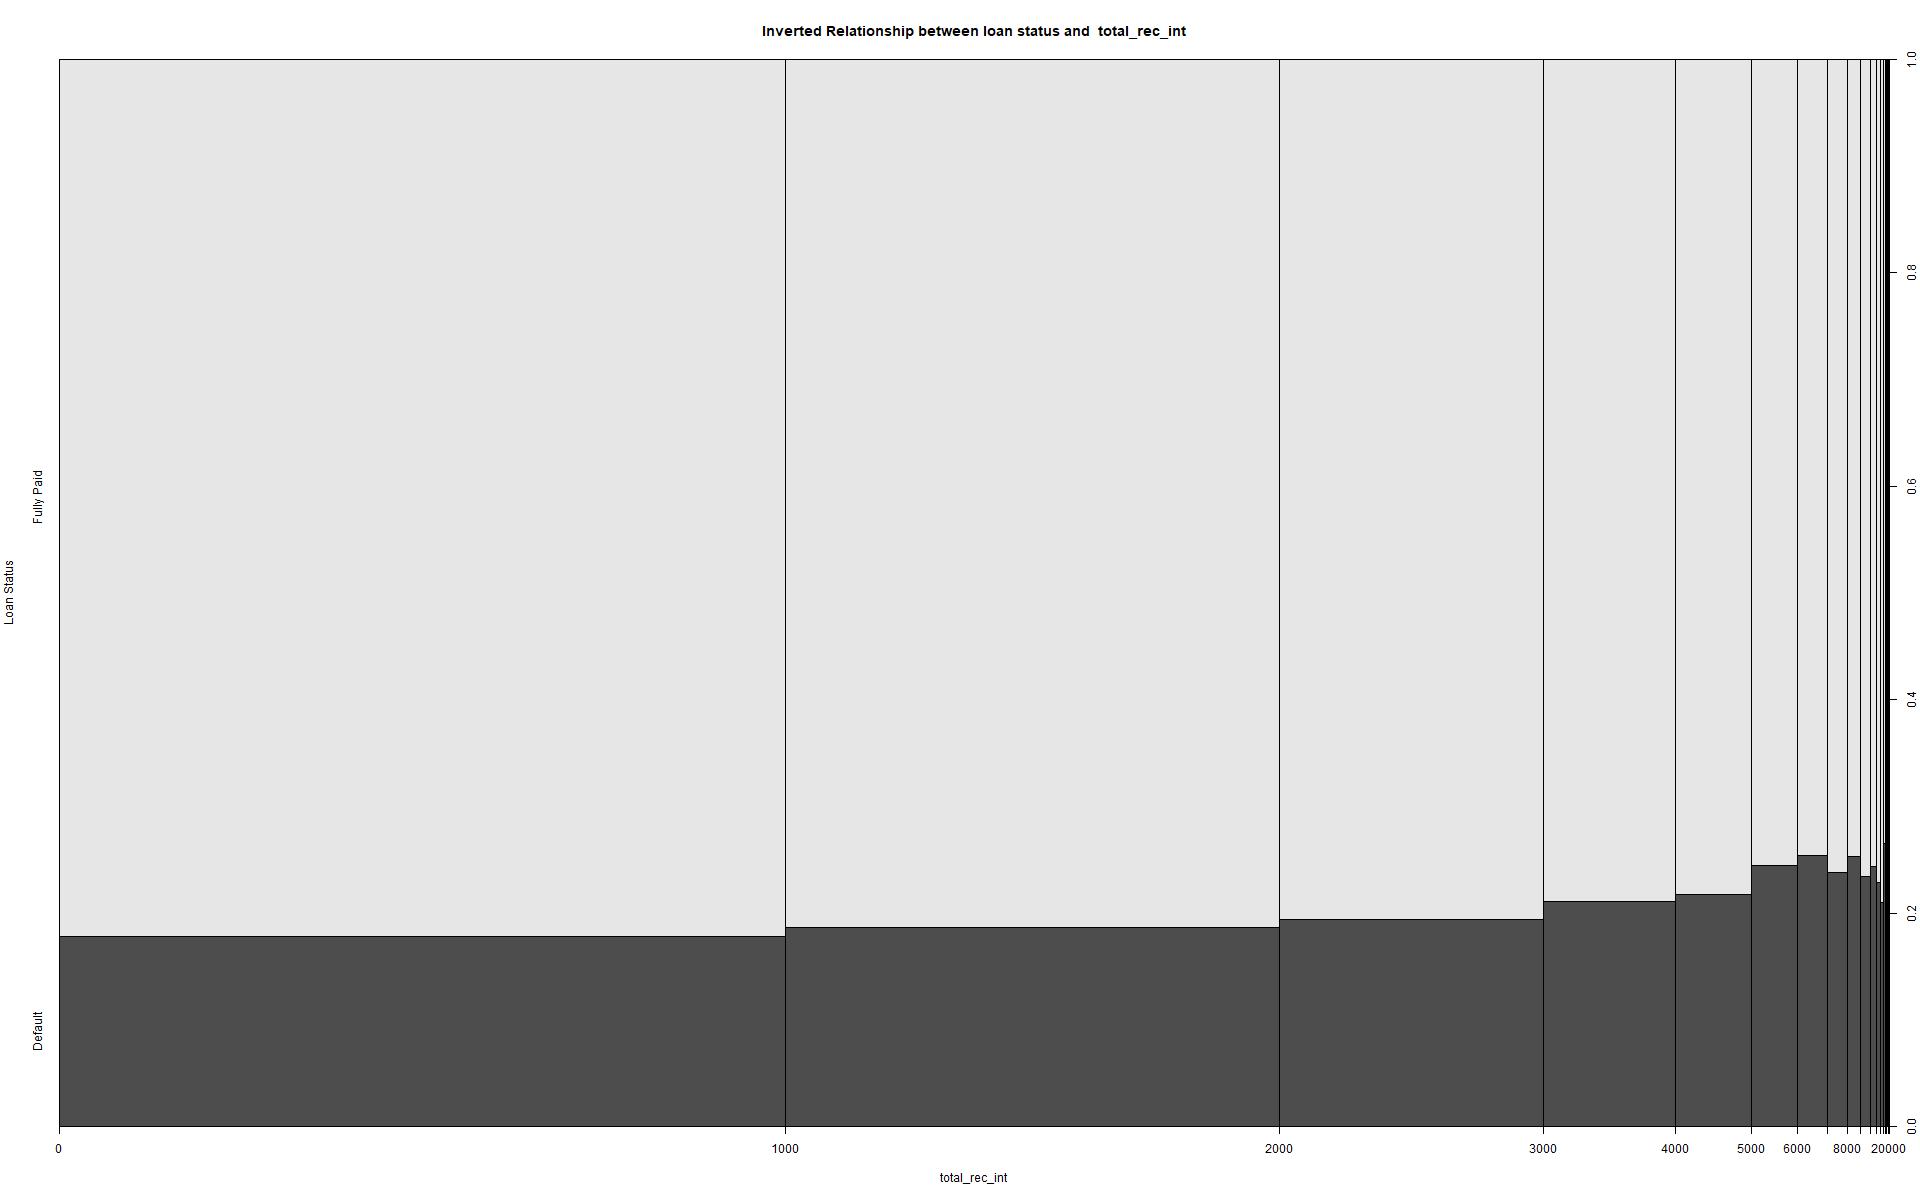 Inverted Relationship between loan status and  total_rec_int
1.0
0.8
0.6
0.4
0.2
0.0
Fully Paid
Loan Status
Default
0 1000 2000 3000 4000 5000 6000 8000 20000
total_rec_int